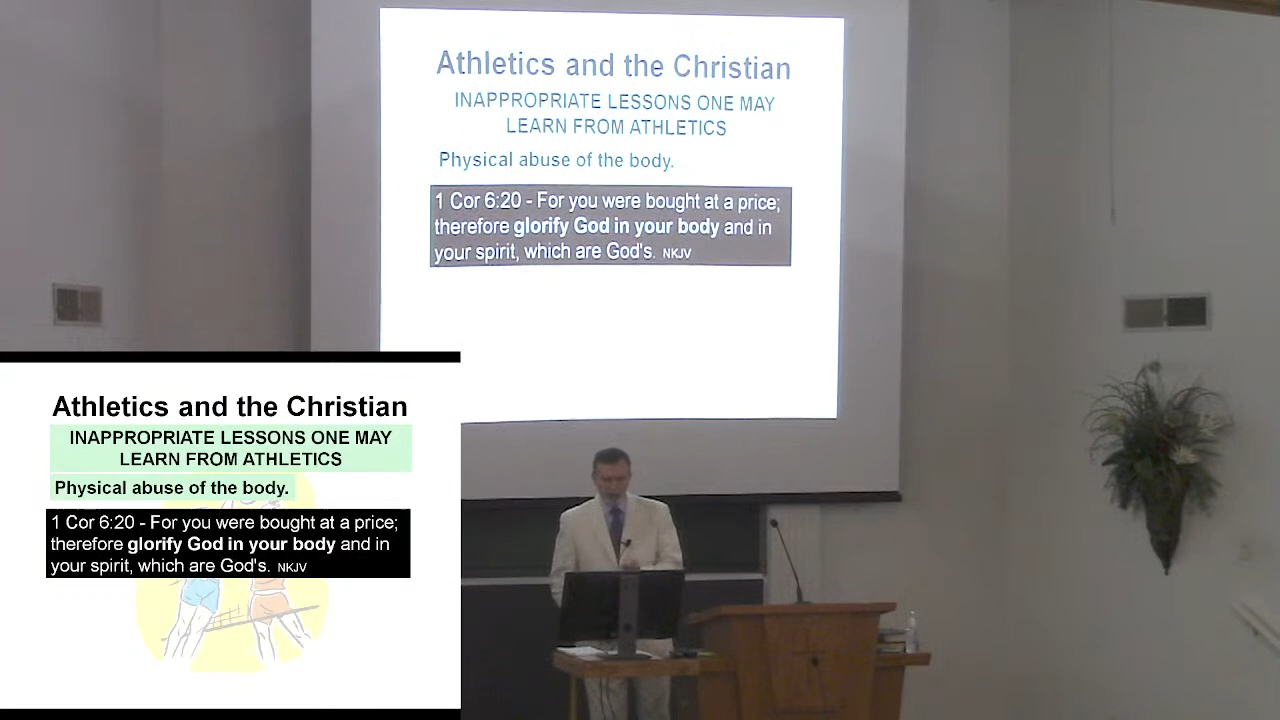 Athletics and the Christian
INAPPROPRIATE LESSONS ONE MAY
LEARN FROM ATHLETICS
Physical abuse of the body.
1 Cor 6:20 - For you were bought at a price;
therefore glorify God in your body and in
your spirit, which are God's. NKJV
Athletics and the Christian
INAPPROPRIATE LESSONS ONE MAY
LEARN FROM ATHLETICS
Physical abuse of the body.
1 Cor 6:20 - For you were bought at a price;
therefore glorify God in your body and in
your spirit, which are God's. NKJV